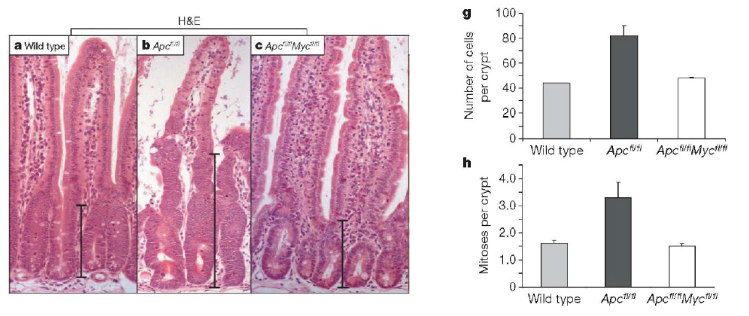 H&E
a Wild type
b Apcfl/fl
c Apcfl/flMycfl/fl
g
Number of cells
per crypt
100
80
60
40
20
0
Wild type Apcfl/fl Apcfl/flMycfl/fl
h
Mitoses per crypt
4.0
3.0
2.0
1.0
0
Wild type Apcfl/fl Apcfl/flMycfl/fl